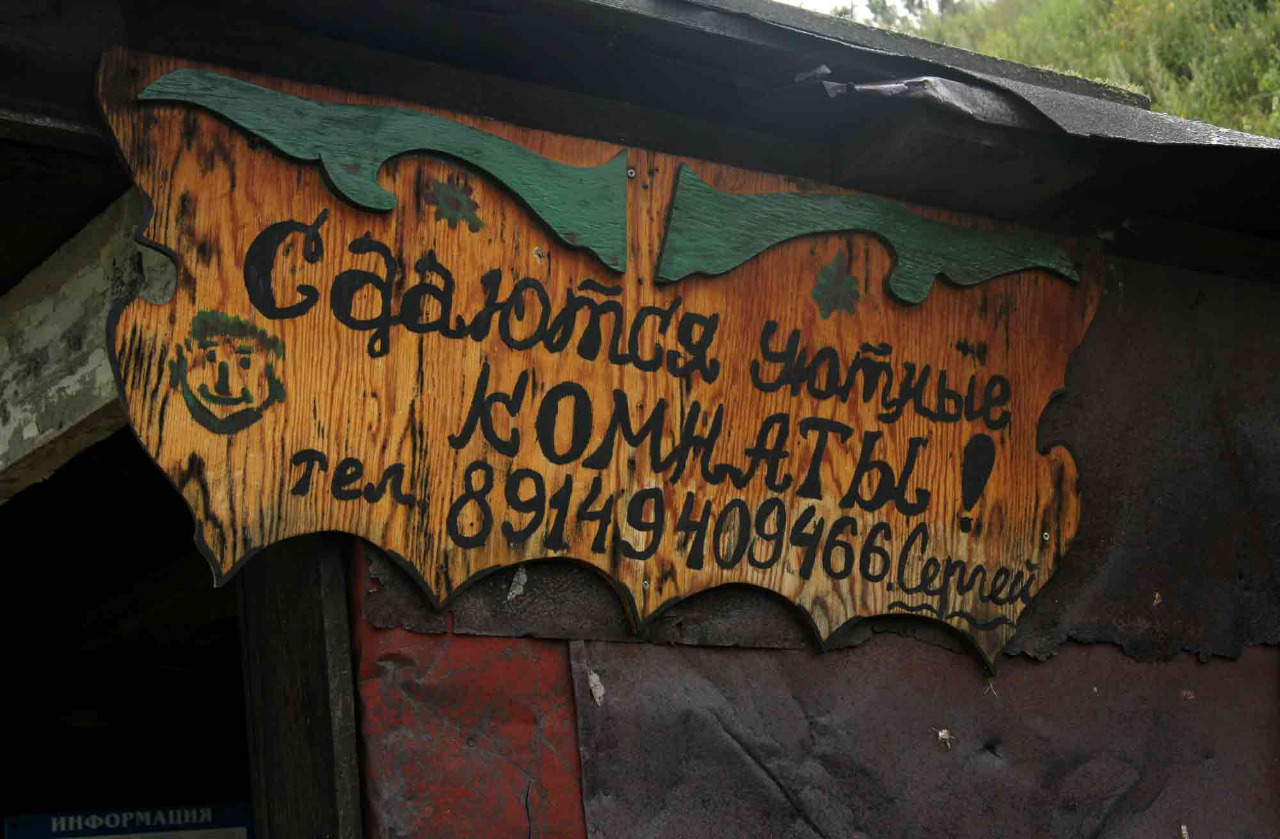 Сдаются уютные
КОМНАТЫ!
тел 89149409466. Сергей
ИНФОРМАЦИЯ